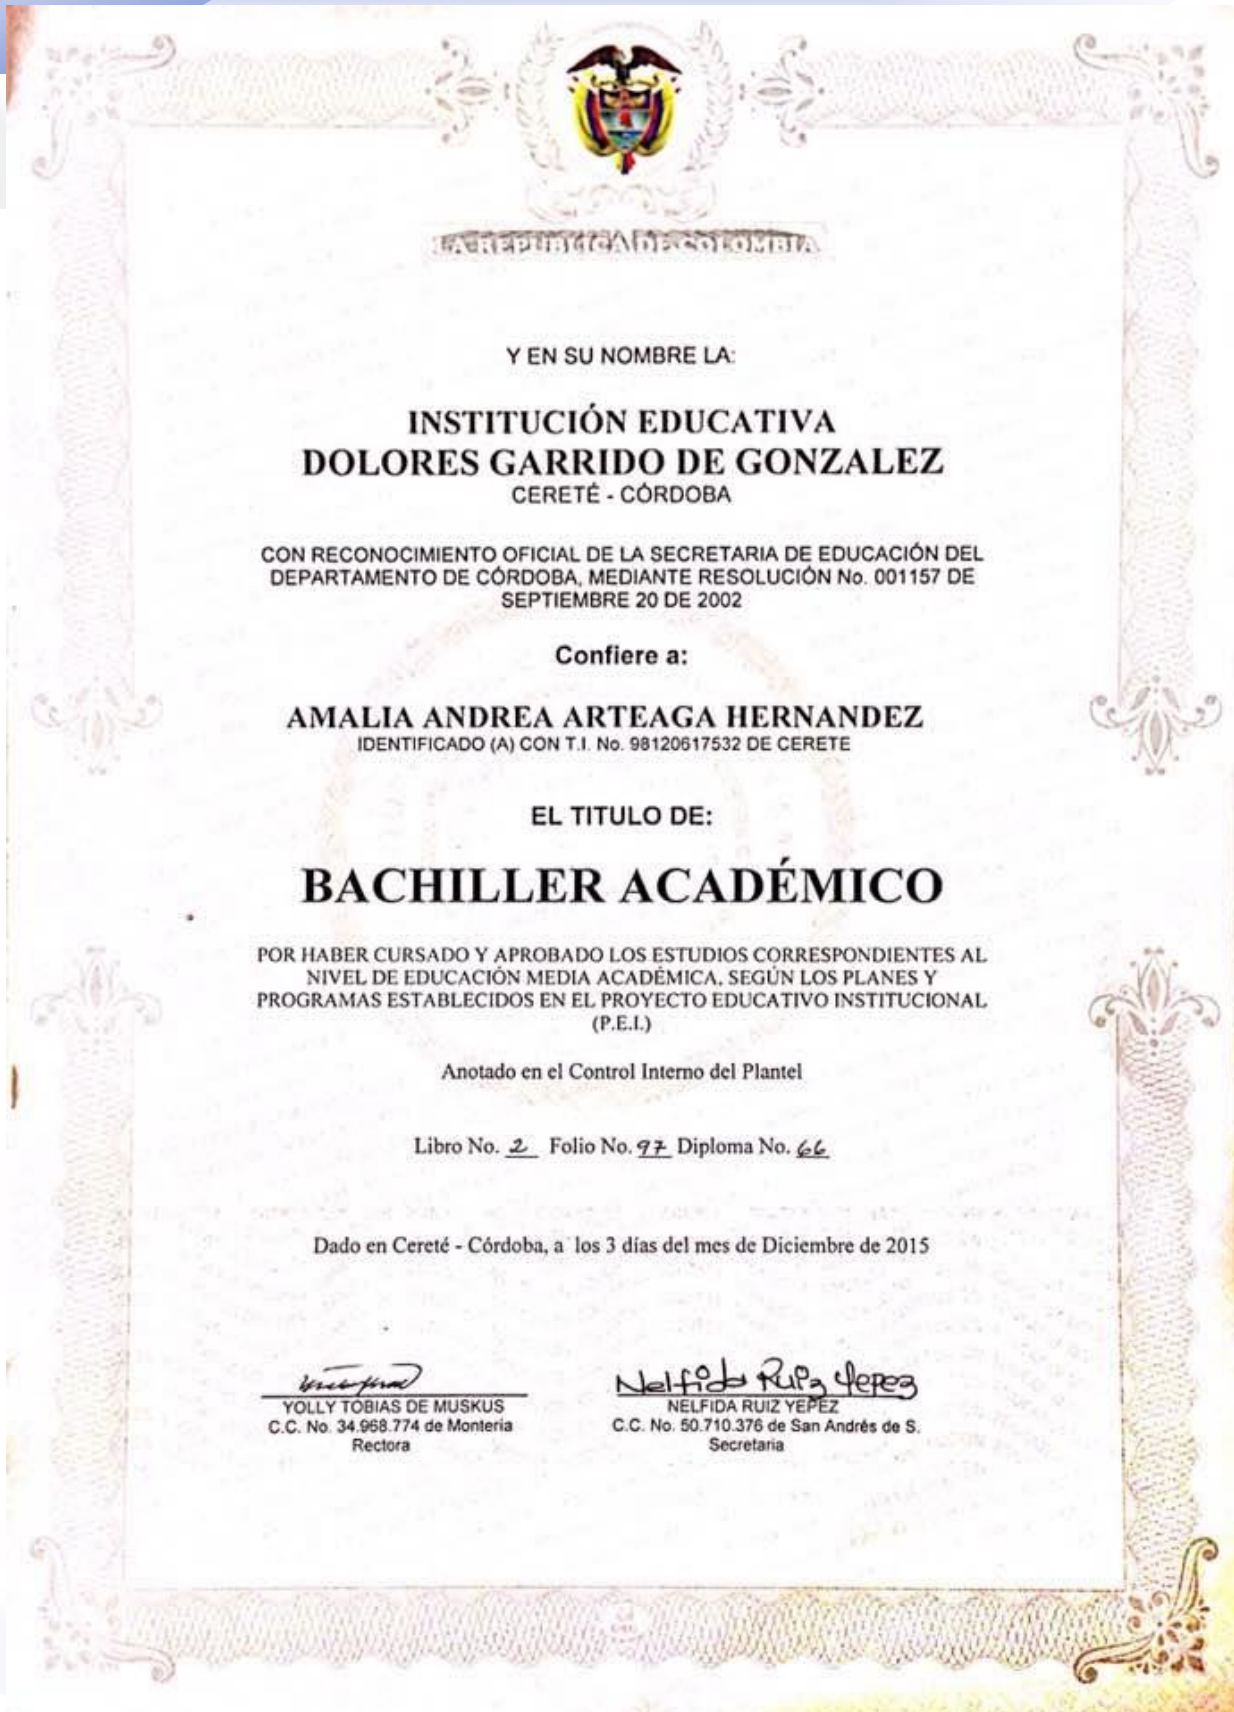 LA REPUBLICA DE COLOMBIA
Y EN SU NOMBRE LA:
INSTITUCIÓN EDUCATIVA
DOLORES GARRIDO DE GONZALEZ
CERETÉ - CÓRDOBA
CON RECONOCIMIENTO OFICIAL DE LA SECRETARIA DE EDUCACIÓN DEL
DEPARTAMENTO DE CÓRDOBA, MEDIANTE RESOLUCIÓN No. 001157 DE
SEPTIEMBRE 20 DE 2002
Confiere a:
AMALIA ANDREA ARTEAGA HERNANDEZ
IDENTIFICADO (A) CON T.I. No. 98120617532 DE CERETE
EL TITULO DE:
BACHILLER ACADÉMICO
POR HABER CURSADO Y APROBADO LOS ESTUDIOS CORRESPONDIENTES AL
NIVEL DE EDUCACIÓN MEDIA ACADÉMICA, SEGÚN LOS PLANES Y
PROGRAMAS ESTABLECIDOS EN EL PROYECTO EDUCATIVO INSTITUCIONAL
(P.E.I.)
Anotado en el Control Interno del Plantel
Libro No. 2 Folio No. 97 Diploma No. 66
Dado en Cereté - Córdoba, a los 3 días del mes de Diciembre de 2015
Nelfida Ruiz Yepez
YOLLY TOBIAS DE MUSKUS
C.C. No. 34.968.774 de Monteria
Rectora
NELFIDA RUIZ YEPEZ
C.C. No. 50.710.376 de San Andrés de S.
Secretaria